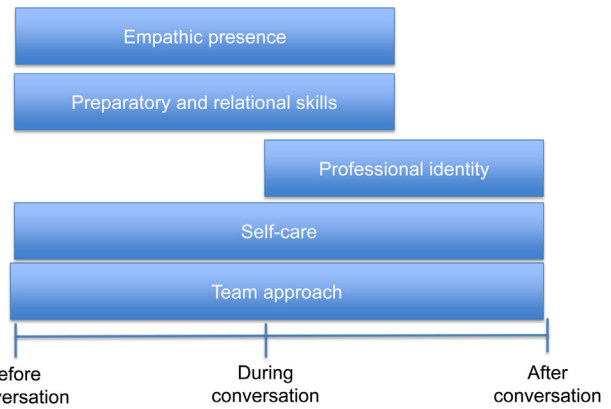 Empathic presence
Preparatory and relational skills
Professional identity
Self-care
Team approach
During
conversation
After
conversation